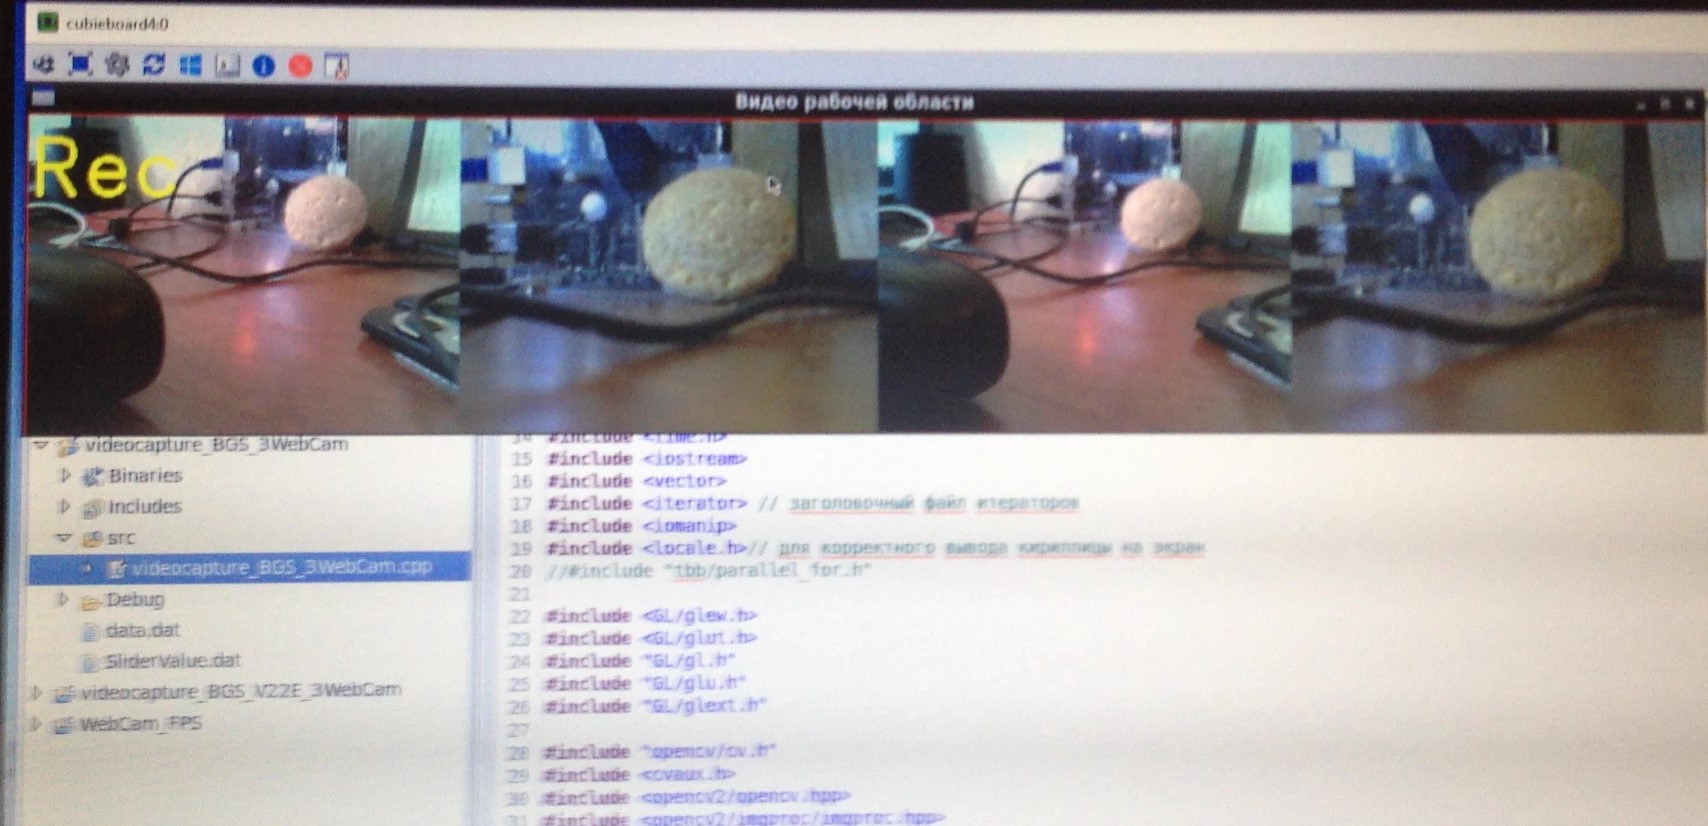 cubieboard4:0
Видео рабочей области
Rec
videocapture_BGS_3WebCam
Binaries
Includes
src
videocapture_BGS_3WebCam.cpp
Debug
data.dat
SliderValue.dat
videocapture_BGS_V22E_3WebCam
WebCam_FPS
14 #include <time.h>
15 #include <iostream>
16 #include <vector>
17 #include <iterator> // заголовочный файл итераторов
18 #include <iomanip>
19 #include <locale.h>// для корректного вывода кириллицы на экран
20 //#include "tbb/parallel_for.h"
21
22 #include <GL/glew.h>
23 #include <GL/glut.h>
24 #include "GL/gl.h"
25 #include "GL/glu.h"
26 #include "GL/glext.h"
27
28 #include "opencv/cv.h"
29 #include <cvaux.h>
30 #include <opencv2/opencv.hpp>
31 #include <opencv2/imgproc/imgproc.hpp>